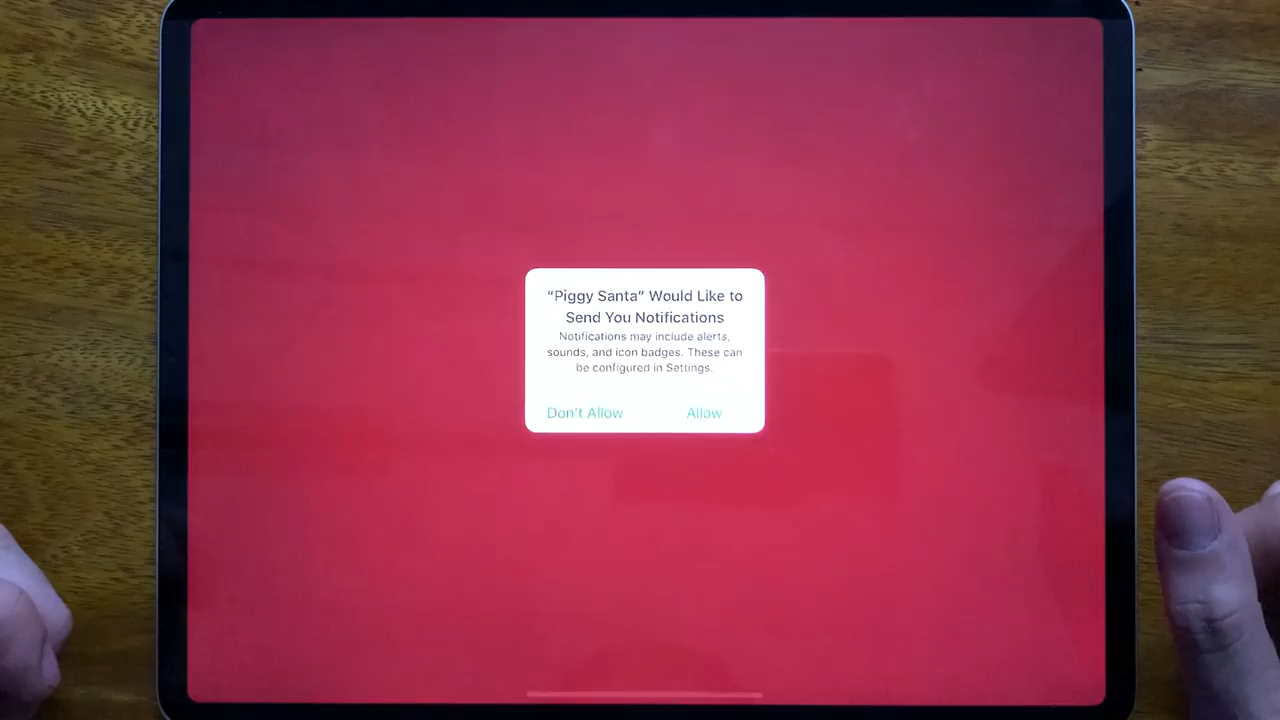 “Piggy Santa” Would Like to
Send You Notifications
Notifications may include alerts,
sounds, and icon badges. These can
be configured in Settings.
Don't Allow
Allow